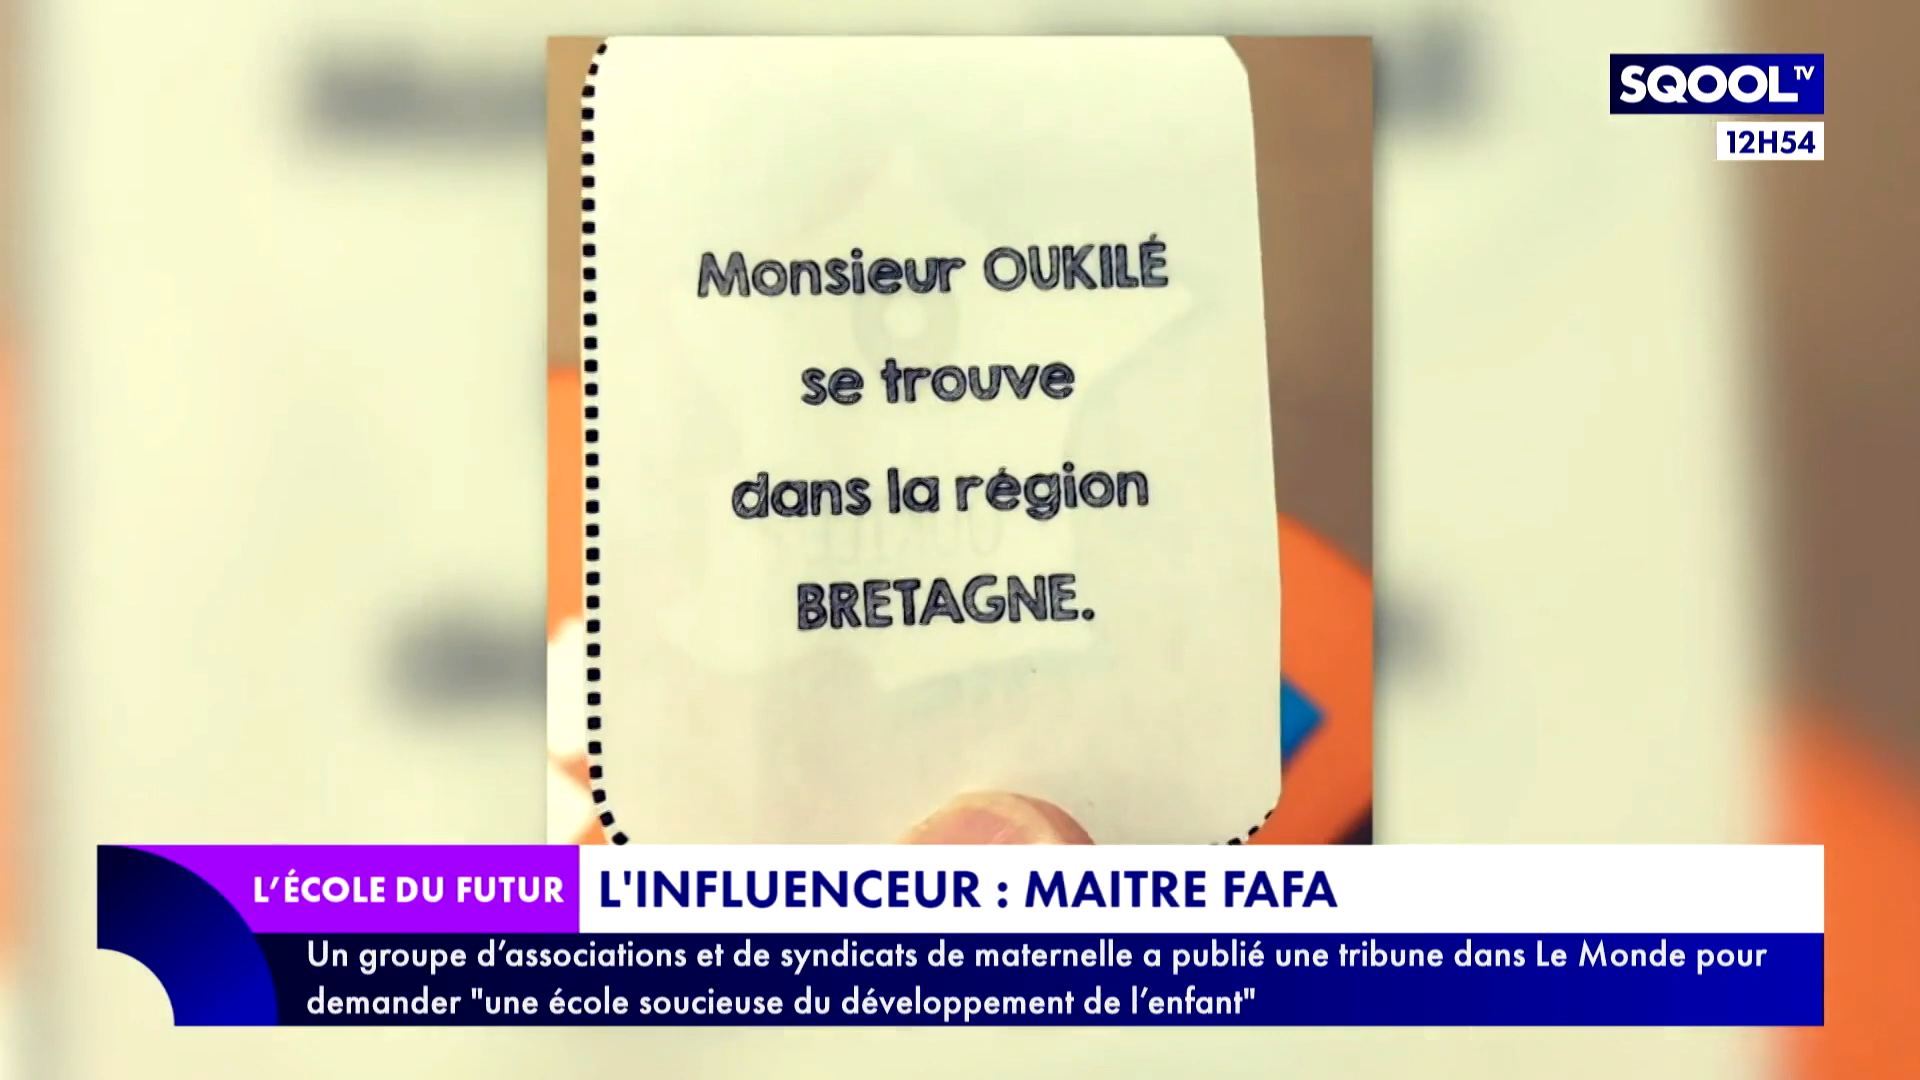 SQOOL TV
12H54
Monsieur OUKILÉ
se trouve
dans la région
BRETAGNE.
L'ÉCOLE DU FUTUR
L'INFLUENCEUR : MAITRE FAFA
Un groupe d'associations et de syndicats de maternelle a publié une tribune dans Le Monde pour
demander "une école soucieuse du développement de l'enfant"